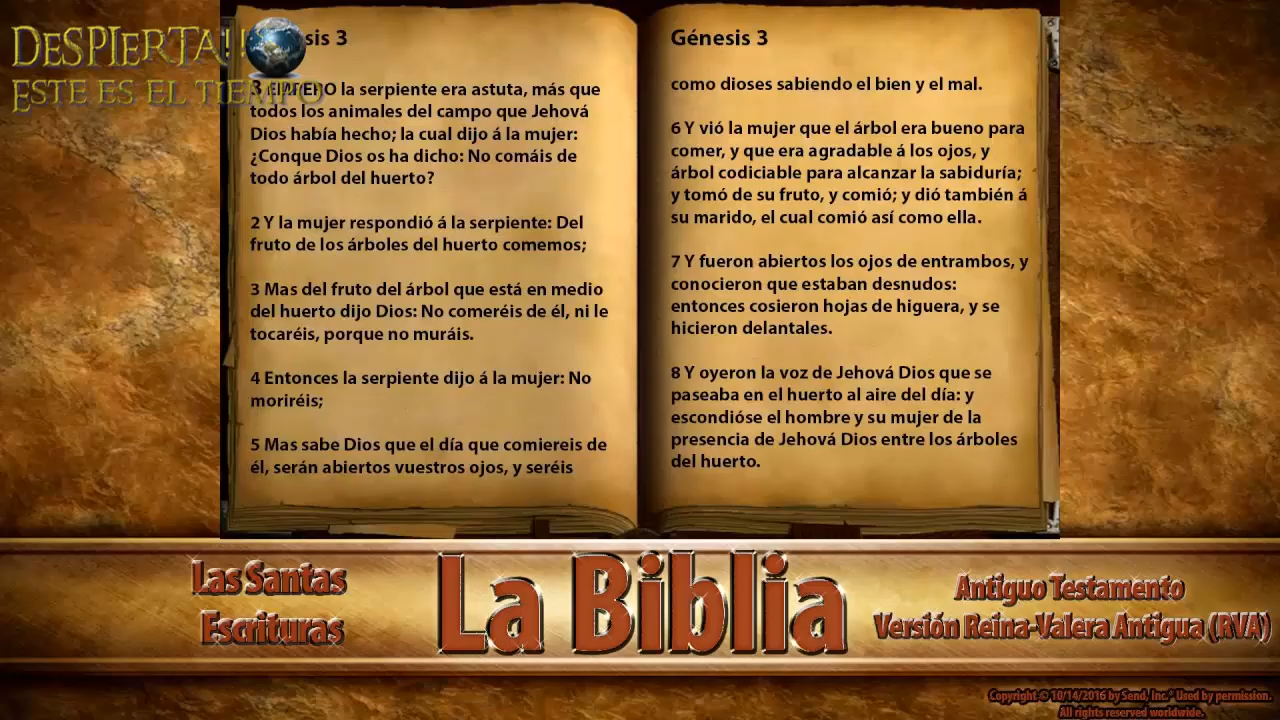 DeSPIeRTA!!
ESTE ES EL TIEMPO
sis 3
3 EMPERO la serpiente era astuta, más que
todos los animales del campo que Jehová
Dios había hecho; la cual dijo á la mujer:
¿Conque Dios os ha dicho: No comáis de
todo árbol del huerto?
2 Y la mujer respondió á la serpiente: Del
fruto de los árboles del huerto comemos;
3 Mas del fruto del árbol que está en medio
del huerto dijo Dios: No comeréis de él, ni le
tocaréis, porque no muráis.
4 Entonces la serpiente dijo á la mujer: No
moriréis;
5 Mas sabe Dios que el día que comiereis de
él, serán abiertos vuestros ojos, y seréis
Génesis 3
como dioses sabiendo el bien y el mal.
6 Y vió la mujer que el árbol era bueno para
comer, y que era agradable á los ojos, y
árbol codiciable para alcanzar la sabiduría;
y tomó de su fruto, y comió; y dió también á
su marido, el cual comió así como ella.
7 Y fueron abiertos los ojos de entrambos, y
conocieron que estaban desnudos:
entonces cosieron hojas de higuera, y se
hicieron delantales.
8 Y oyeron la voz de Jehová Dios que se
paseaba en el huerto al aire del día: y
escondióse el hombre y su mujer de la
presencia de Jehová Dios entre los árboles
del huerto.
Las Santas
Escrituras
La Biblia
Antiguo Testamento
Versión Reina-Valera Antigua (RVA)
Copyright © 10/14/2016 by Send, Inc.* Used by permission.
All rights reserved worldwide.